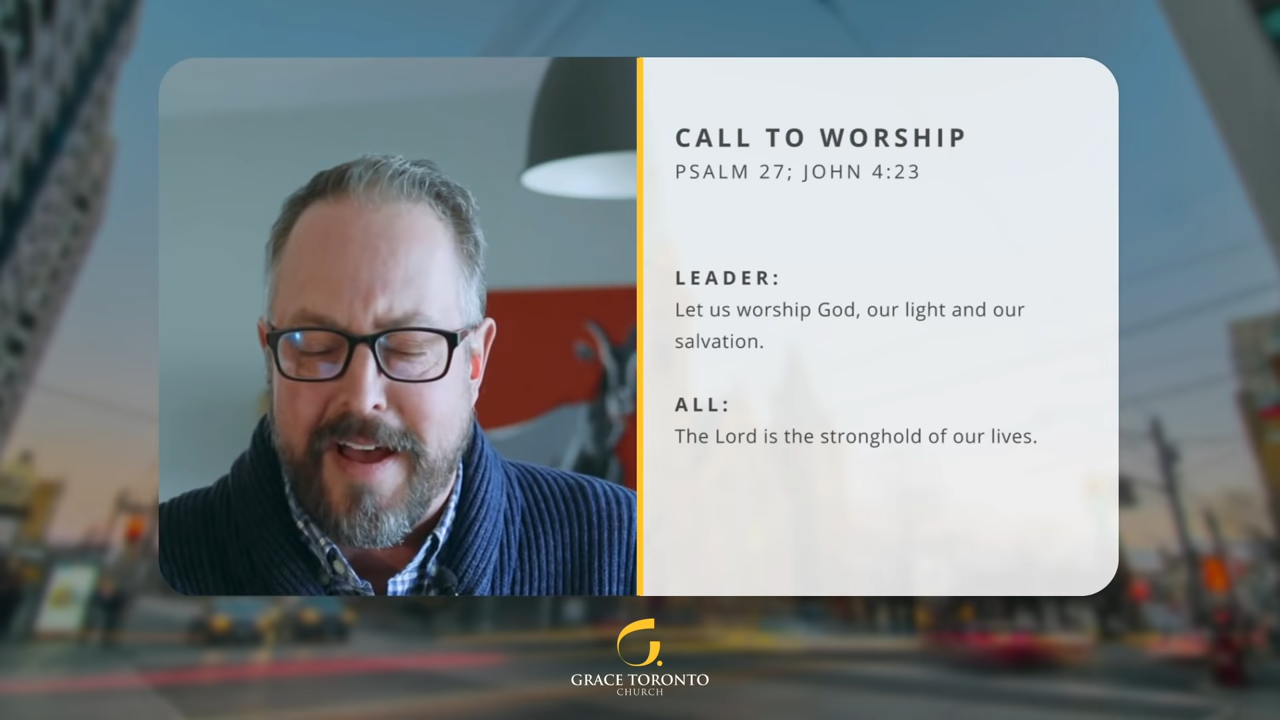 CALL TO WORSHIP
PSALM 27; JOHN 4:23
LEADER:
Let us worship God, our light and our
salvation.
ALL:
The Lord is the stronghold of our lives.
GRACE TORONTO
CHURCH